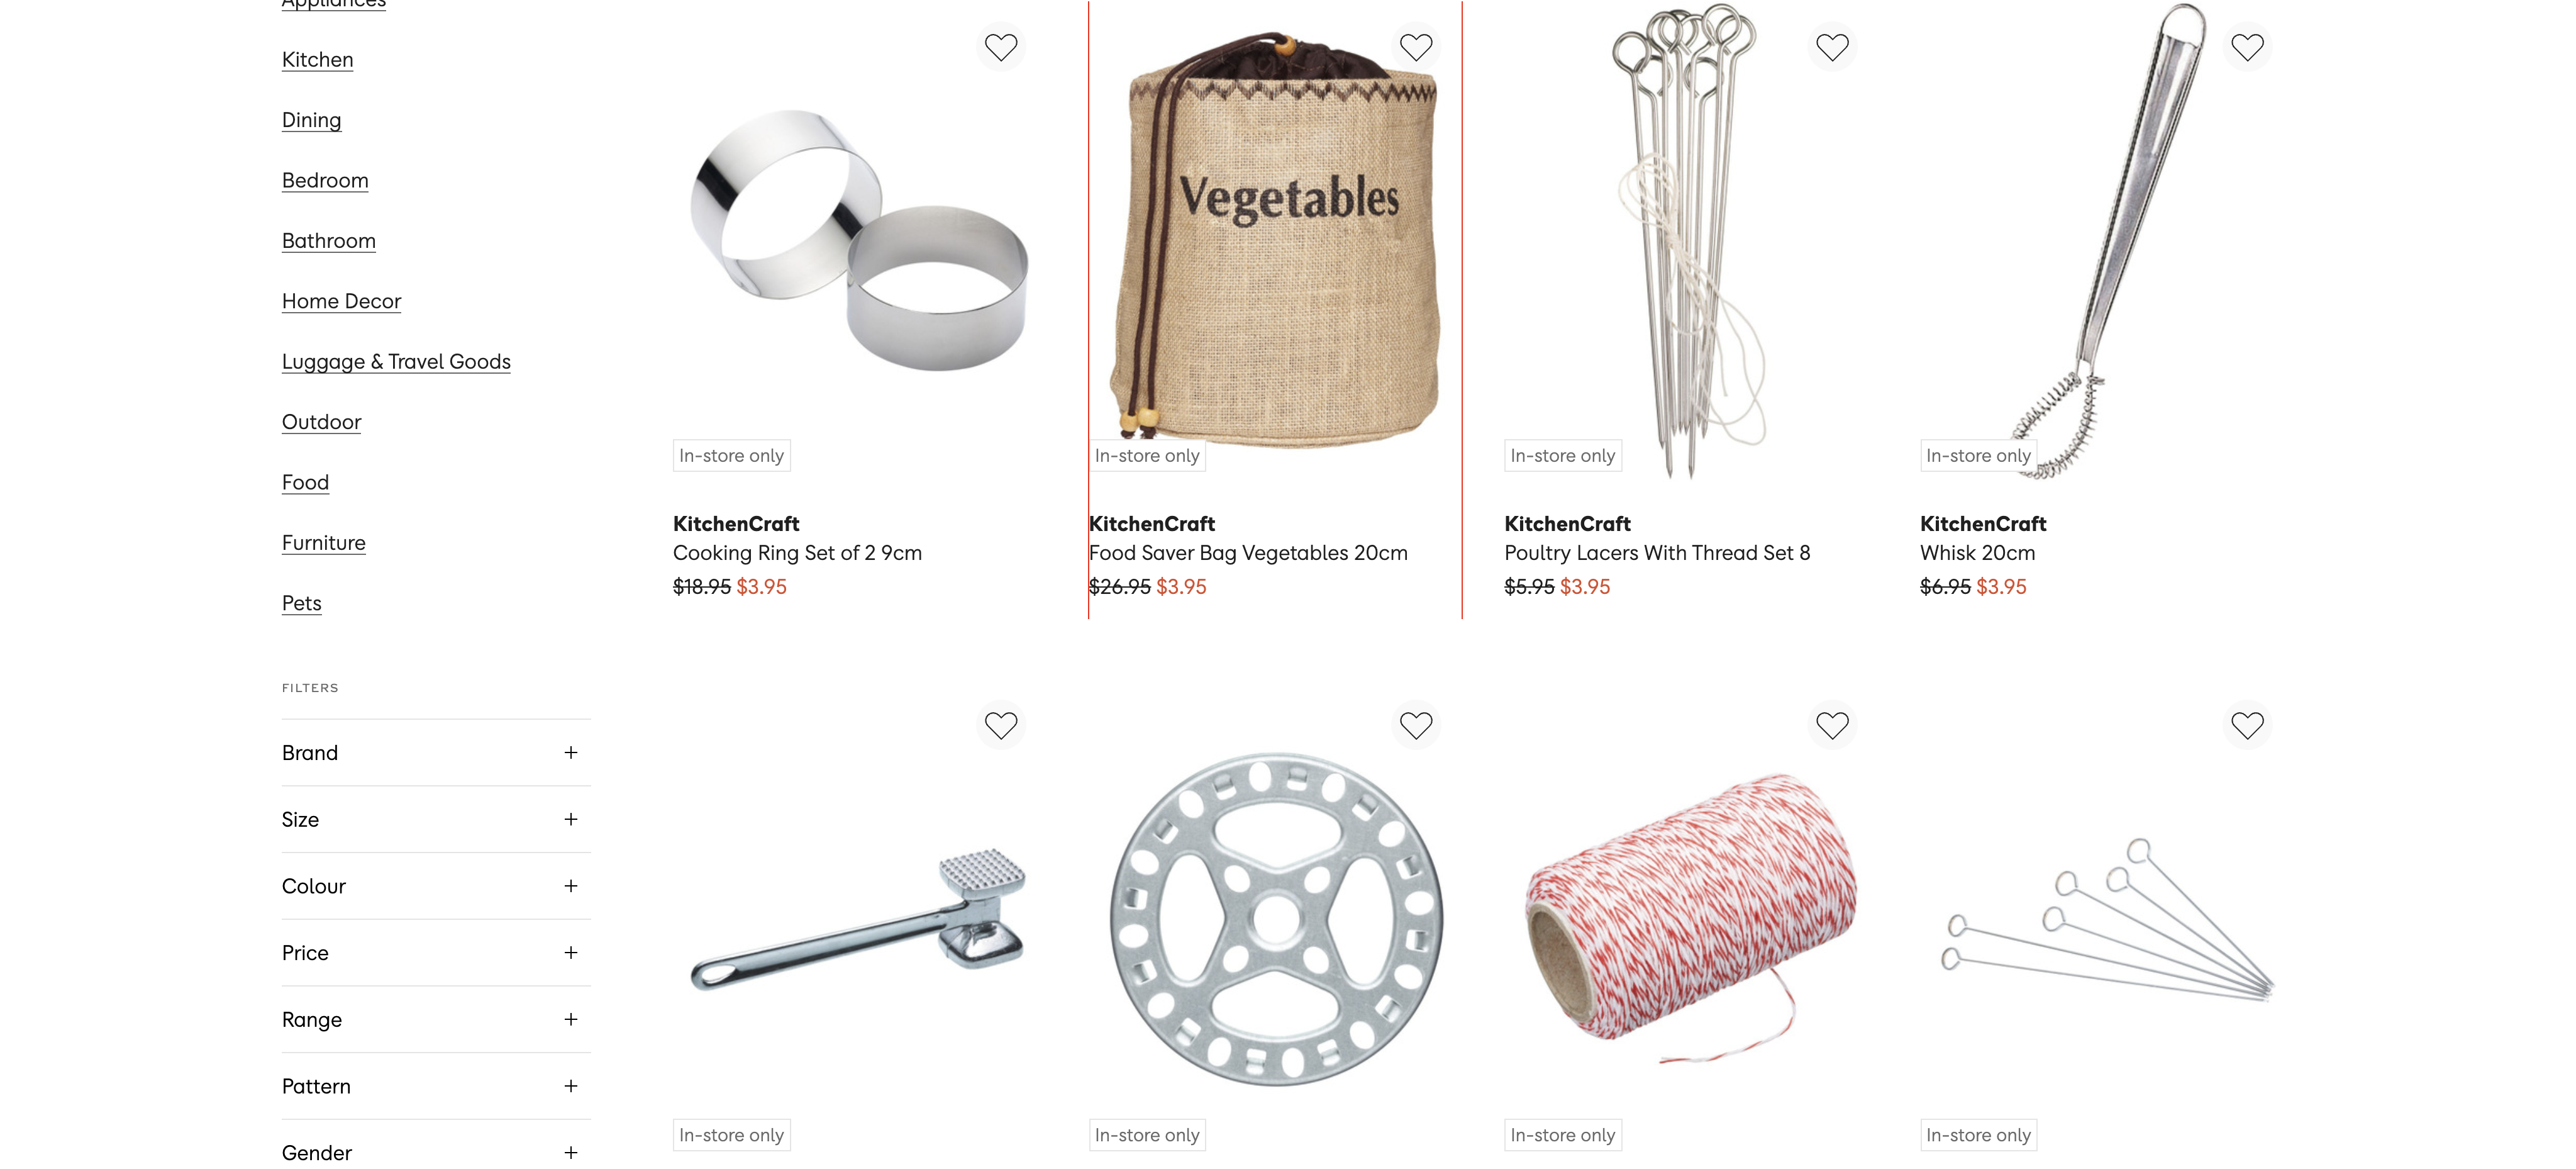 Appliances
Kitchen
Dining
Bedroom
Bathroom
Home Decor
Luggage & Travel Goods
Outdoor
Food
Furniture
Pets
FILTERS
Brand
Size
Colour
Price
Range
Pattern
Gender
In-store only
KitchenCraft
Cooking Ring Set of 2 9cm
$18.95 $3.95
Vegetables
In-store only
KitchenCraft
Food Saver Bag Vegetables 20cm
$26.95 $3.95
In-store only
KitchenCraft
Poultry Lacers With Thread Set 8
$5.95 $3.95
In-store only
KitchenCraft
Whisk 20cm
$6.95 $3.95
In-store only
In-store only
In-store only
In-store only